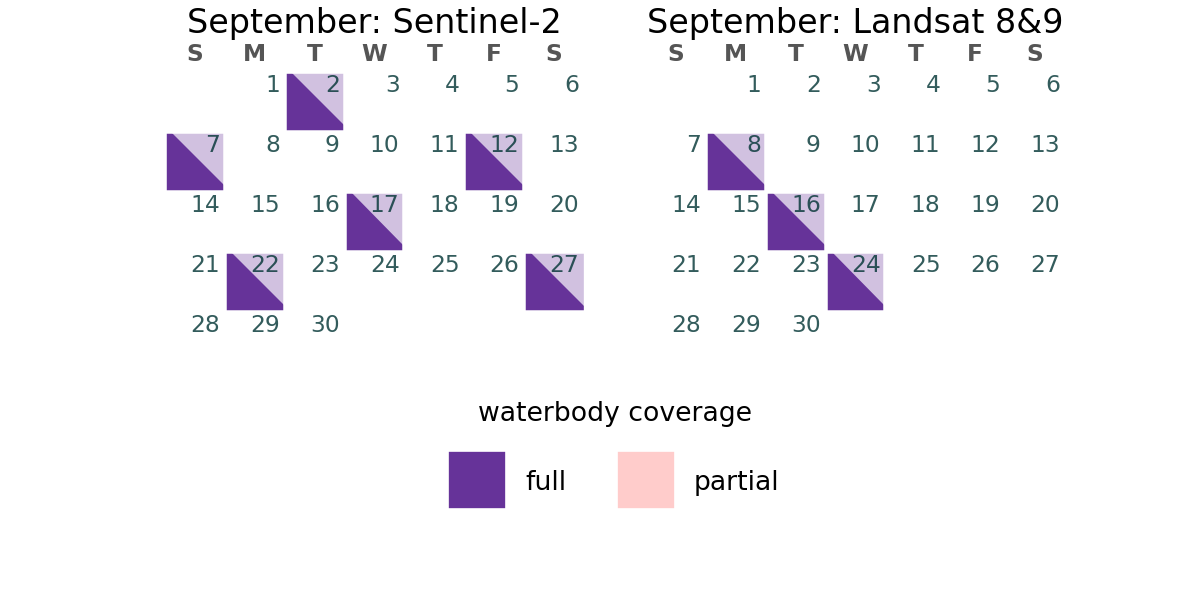 September: Sentinel-2
S M T W T F S
1 2 3 4 5 6
7 8 9 10 11 12 13
14 15 16 17 18 19 20
21 22 23 24 25 26 27
28 29 30
September: Landsat 8&9
S M T W T F S
1 2 3 4 5 6
7 8 9 10 11 12 13
14 15 16 17 18 19 20
21 22 23 24 25 26 27
28 29 30
waterbody coverage
full
partial